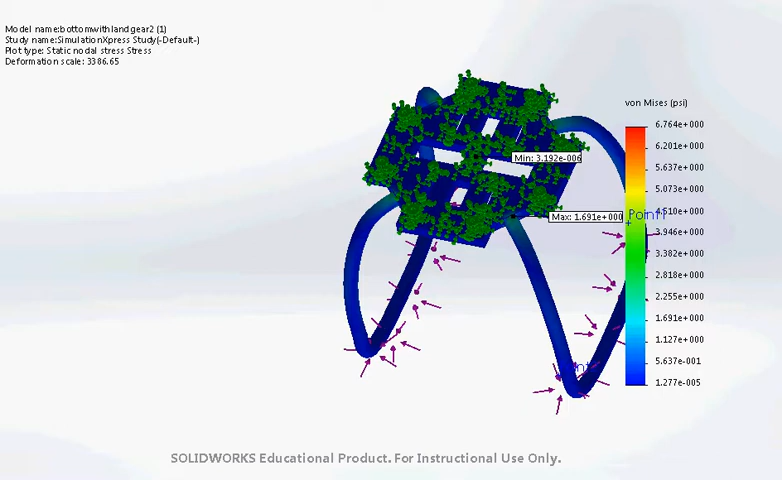 Model name:bottomwithlandgear2 (1)
Study name:SimulationXpress Study(-Default-)
Plot type: Static nodal stress Stress
Deformation scale: 3386.65
von Mises (psi)
6.764e+000
6.201e+000
5.637e+000
5.073e+000
4.510e+000
3.946e+000
3.382e+000
2.818e+000
2.255e+000
1.691e+000
1.127e+000
5.637e-001
1.277e-005
Min: 3.192e-006
Max: 1.691e+000
SOLIDWORKS Educational Product. For Instructional Use Only.